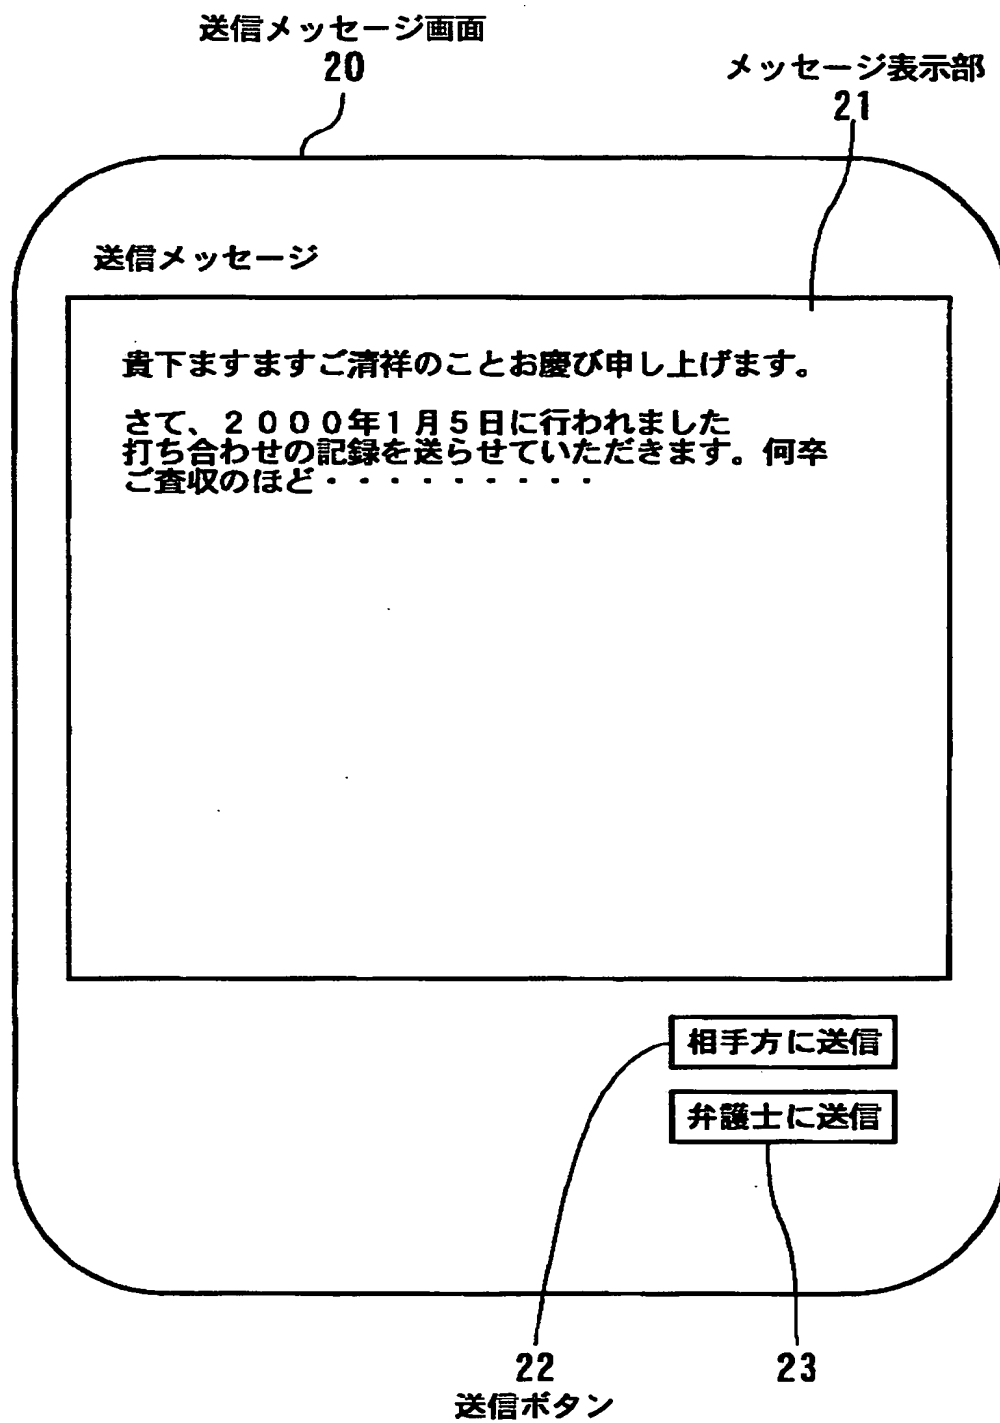 送信メッセージ画面
20
メッセージ表示部
21
送信メッセージ
貴下ますますご清祥のことお慶び申し上げます。
さて、２０００年１月５日に行われました
打ち合わせの記録を送らせていただきます。何卒
ご査収のほど・・・・・・・・・
相手方に送信
弁護士に送信
22
送信ボタン
23